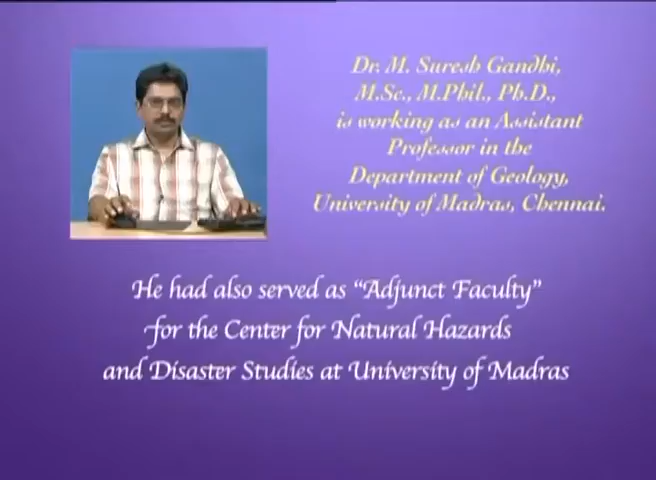 Dr. M. Suresh Gandhi,
M.Sc., M.Phil., Ph.D.,
is working as an Assistant
Professor in the
Department of Geology,
University of Madras, Chennai.
He had also served as “Adjunct Faculty”
for the Center for Natural Hazards
and Disaster Studies at University of Madras